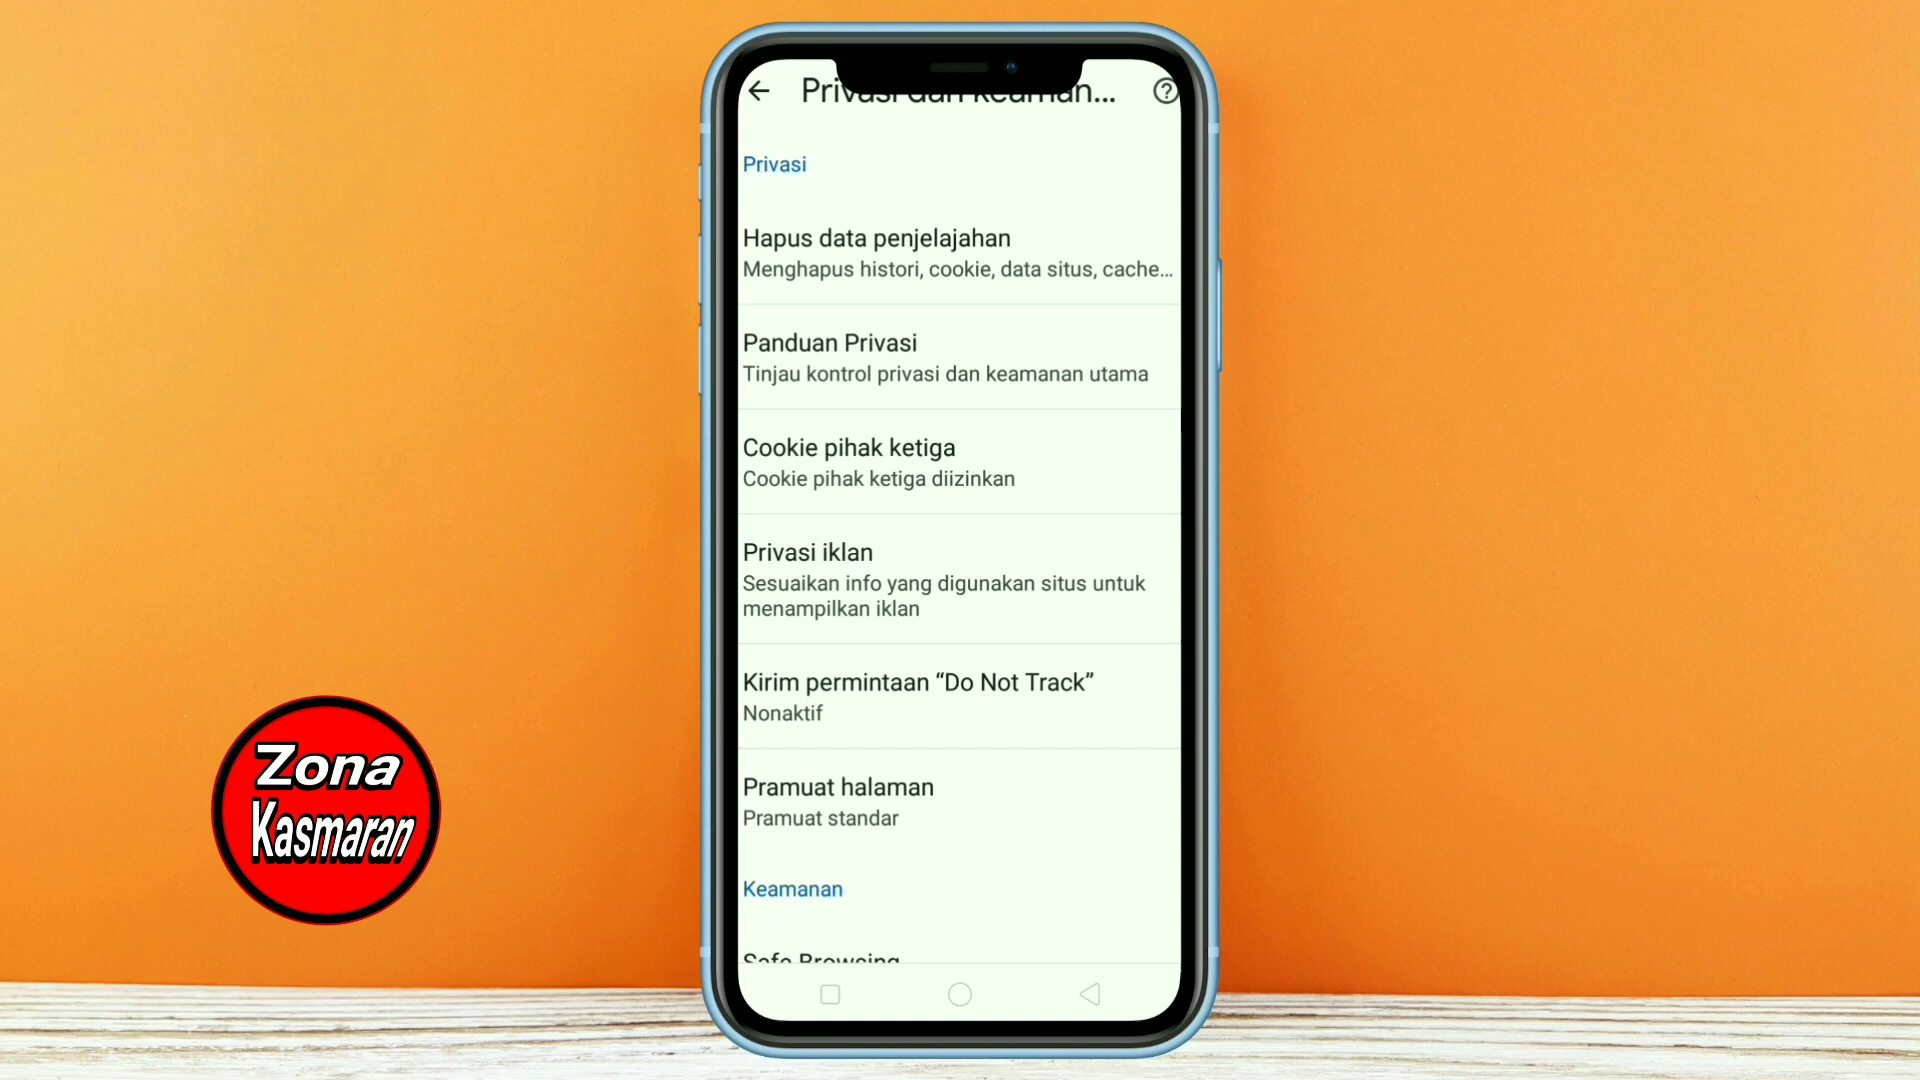 Privasi dan keaman...
Privasi
Hapus data penjelajahan
Menghapus histori, cookie, data situs, cache...
Panduan Privasi
Tinjau kontrol privasi dan keamanan utama
Cookie pihak ketiga
Cookie pihak ketiga diizinkan
Privasi iklan
Sesuaikan info yang digunakan situs untuk
menampilkan iklan
Kirim permintaan “Do Not Track”
Nonaktif
Pramuat halaman
Pramuat standar
Keamanan
Safe Browsing
Zona
Kasmaran